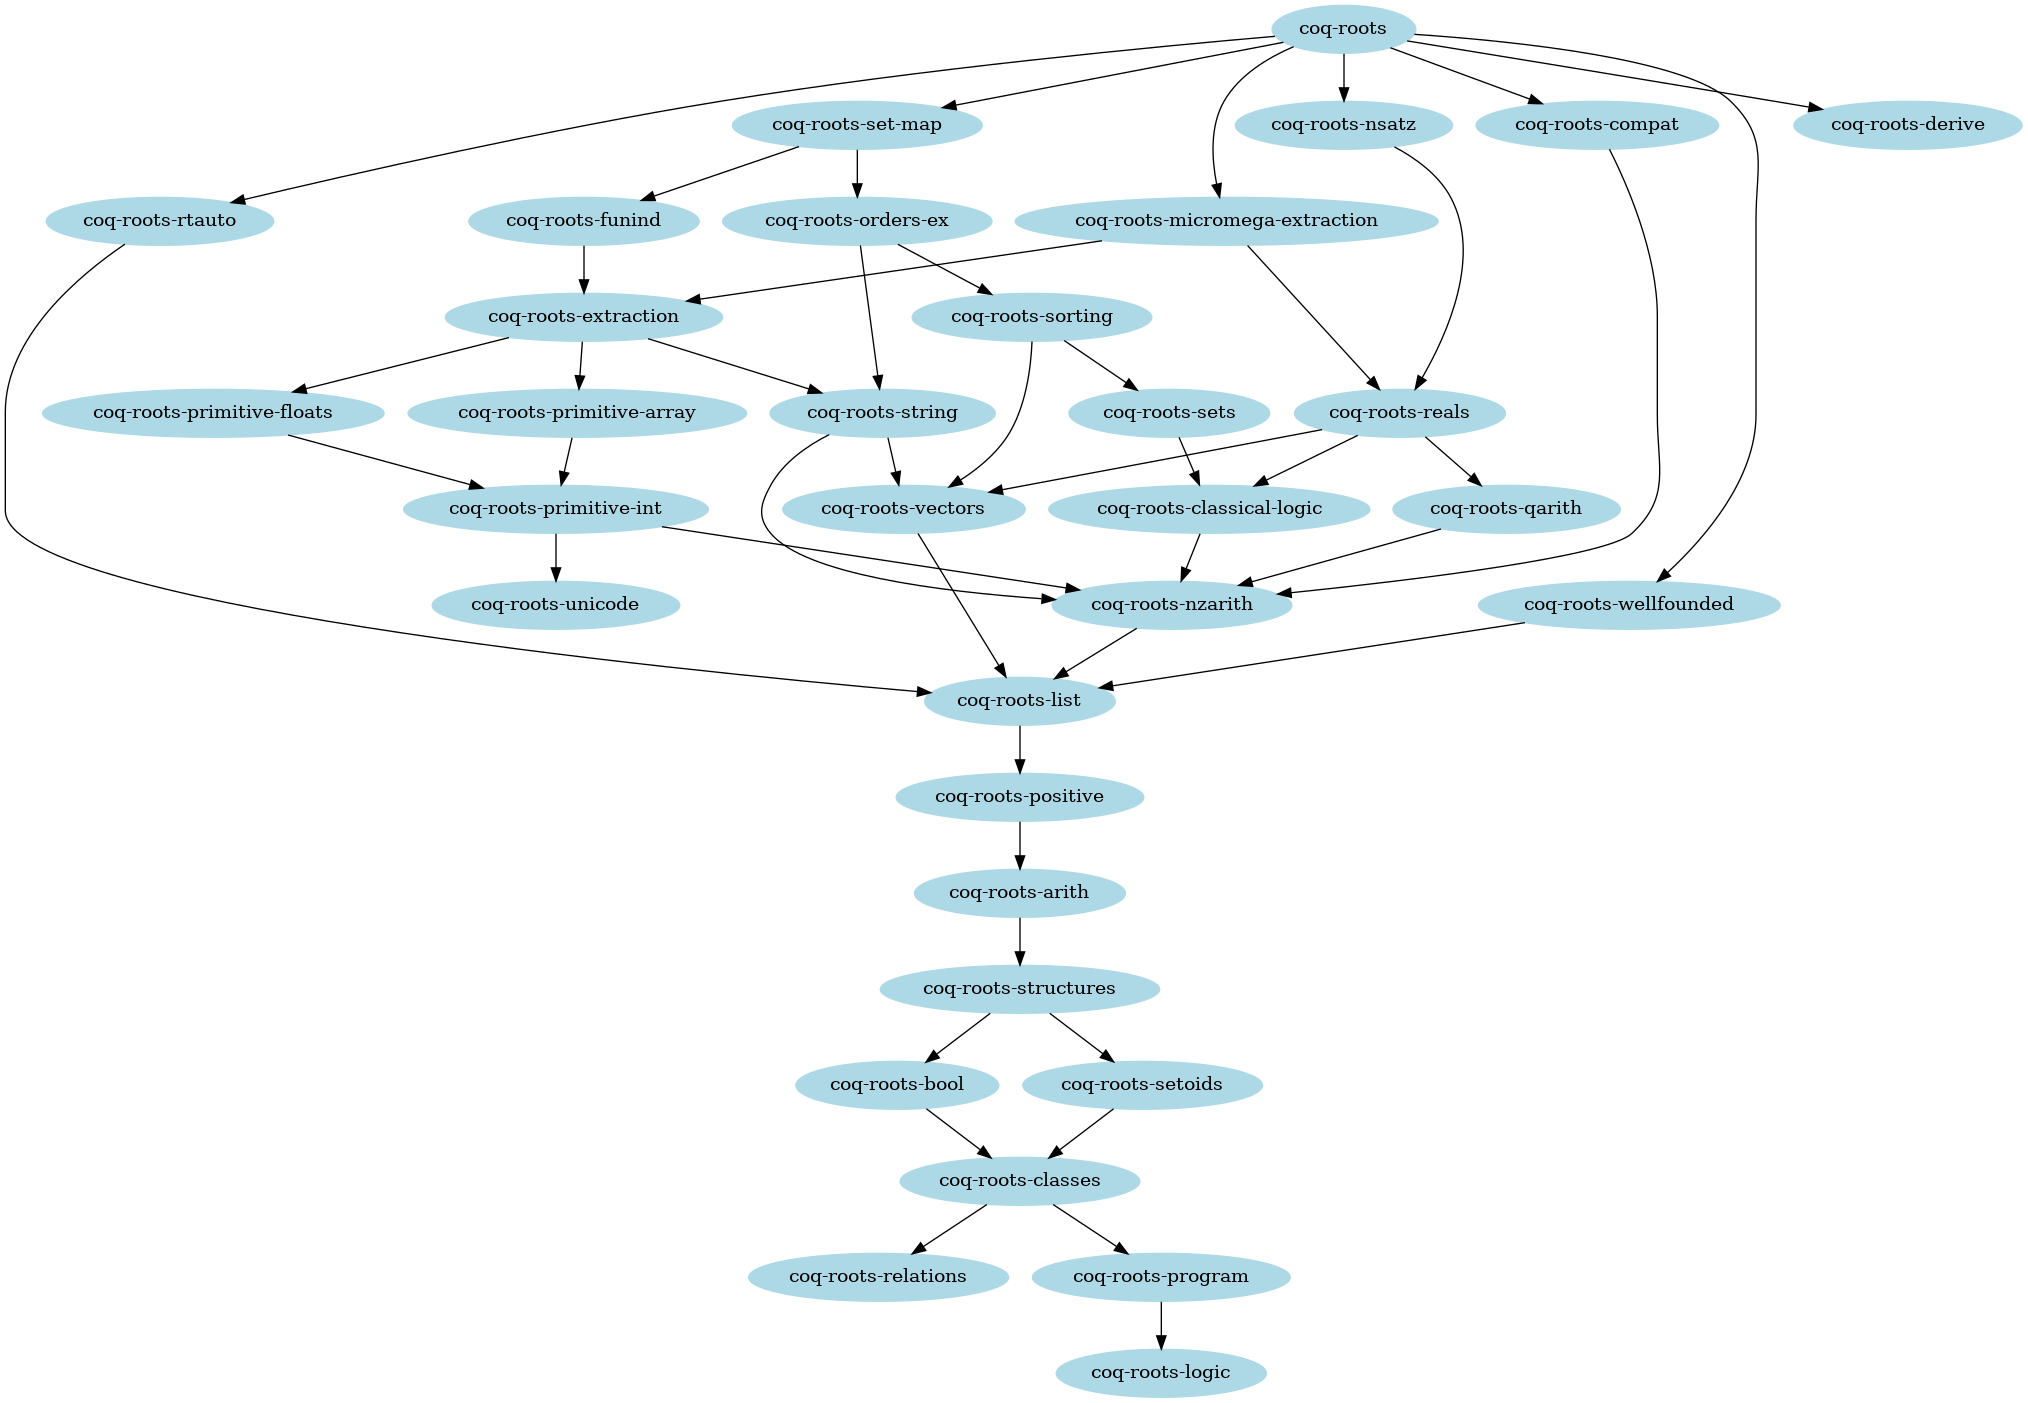 coq-roots
coq-roots-set-map
coq-roots-nsatz
coq-roots-compat
coq-roots-derive
coq-roots-rtauto
coq-roots-funind
coq-roots-orders-ex
coq-roots-micromega-extraction
coq-roots-extraction
coq-roots-sorting
coq-roots-primitive-floats
coq-roots-primitive-array
coq-roots-string
coq-roots-sets
coq-roots-reals
coq-roots-primitive-int
coq-roots-vectors
coq-roots-classical-logic
coq-roots-qarith
coq-roots-unicode
coq-roots-nzarith
coq-roots-wellfounded
coq-roots-list
coq-roots-positive
coq-roots-arith
coq-roots-structures
coq-roots-bool
coq-roots-setoids
coq-roots-classes
coq-roots-relations
coq-roots-program
coq-roots-logic